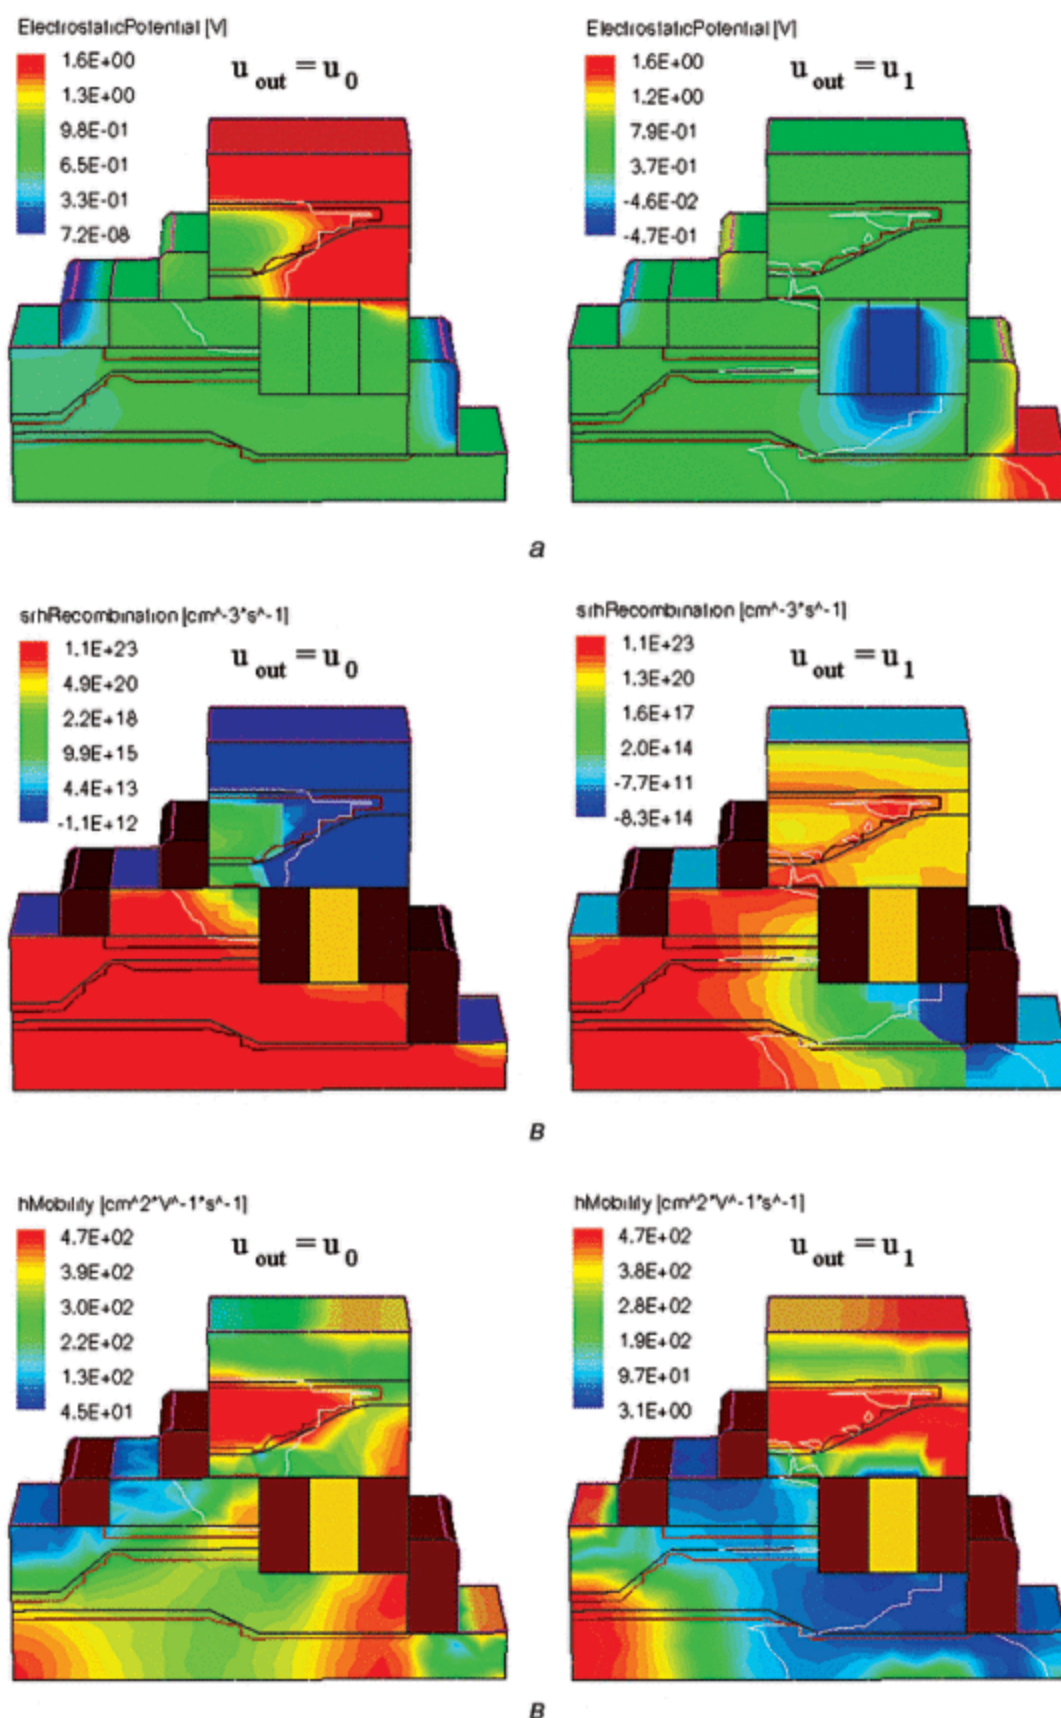 ElectrostaticPotential [V]
u out = u 0
1.6E+00
1.3E+00
9.8E-01
6.5E-01
3.3E-01
7.2E-08
ElectrostaticPotential [V]
u out = u 1
1.6E+00
1.2E+00
7.9E-01
3.7E-01
-4.6E-02
-4.7E-01
a
srhRecombination [cm^-3*s^-1]
u out = u 0
1.1E+23
4.9E+20
2.2E+18
9.9E+15
4.4E+13
-1.1E+12
srhRecombination [cm^-3*s^-1]
u out = u 1
1.1E+23
1.3E+20
1.6E+17
2.0E+14
-7.7E+11
-8.3E+14
в
hMobility [cm^2*V^-1*s^-1]
u out = u 0
4.7E+02
3.9E+02
3.0E+02
2.2E+02
1.3E+02
4.5E+01
hMobility [cm^2*V^-1*s^-1]
u out = u 1
4.7E+02
3.8E+02
2.8E+02
1.9E+02
9.7E+01
3.1E+00
в